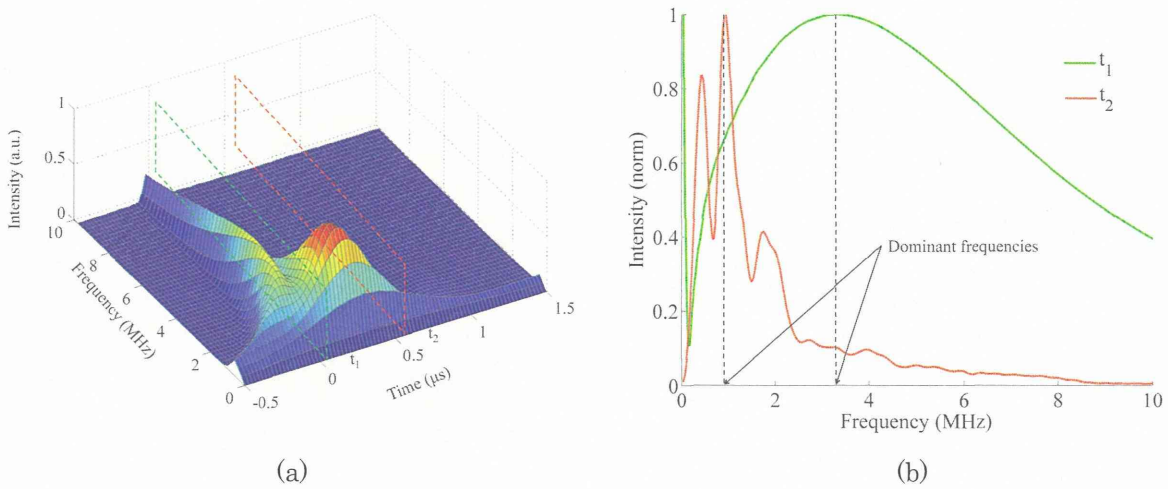 1
0.5
0
Intensity (a.u.)
10
8
6
4
2
0
Frequency (MHz)
-0.5
0
t1
0.5
t2
1
1.5
Time (μs)
(a)
1
0.8
0.6
0.4
0.2
0
Intensity (norm)
t1
t2
Dominant frequencies
0
2
4
6
8
10
Frequency (MHz)
(b)